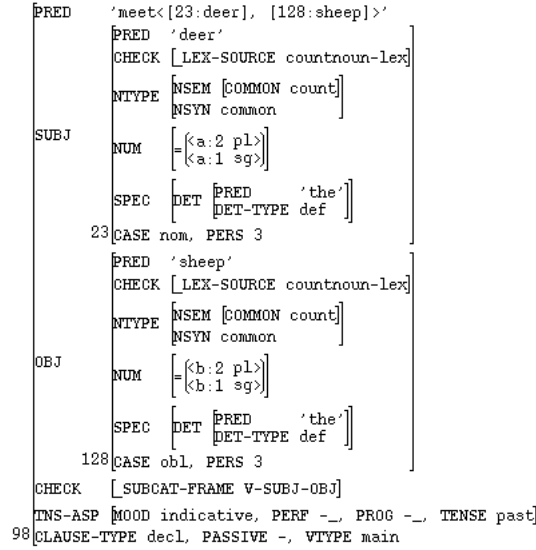 PRED 'meet<[23:deer], [128:sheep]>'
PRED 'deer'
CHECK [_LEX-SOURCE countnoun-lex]
NTYPE [NSEM [COMMON count]
NSYN common]
SUBJ
NUM [=<a:2 pl>
<a:1 sg>]
SPEC [DET [PRED 'the'
DET-TYPE def]]
23 CASE nom, PERS 3
PRED 'sheep'
CHECK [_LEX-SOURCE countnoun-lex]
NTYPE [NSEM [COMMON count]
NSYN common]
OBJ
NUM [=<b:2 pl>
<b:1 sg>]
SPEC [DET [PRED 'the'
DET-TYPE def]]
128 CASE obl, PERS 3
CHECK [_SUBCAT-FRAME V-SUBJ-OBJ]
TNS-ASP [MOOD indicative, PERF -_, PROG -_, TENSE past]
98 CLAUSE-TYPE decl, PASSIVE -, VTYPE main